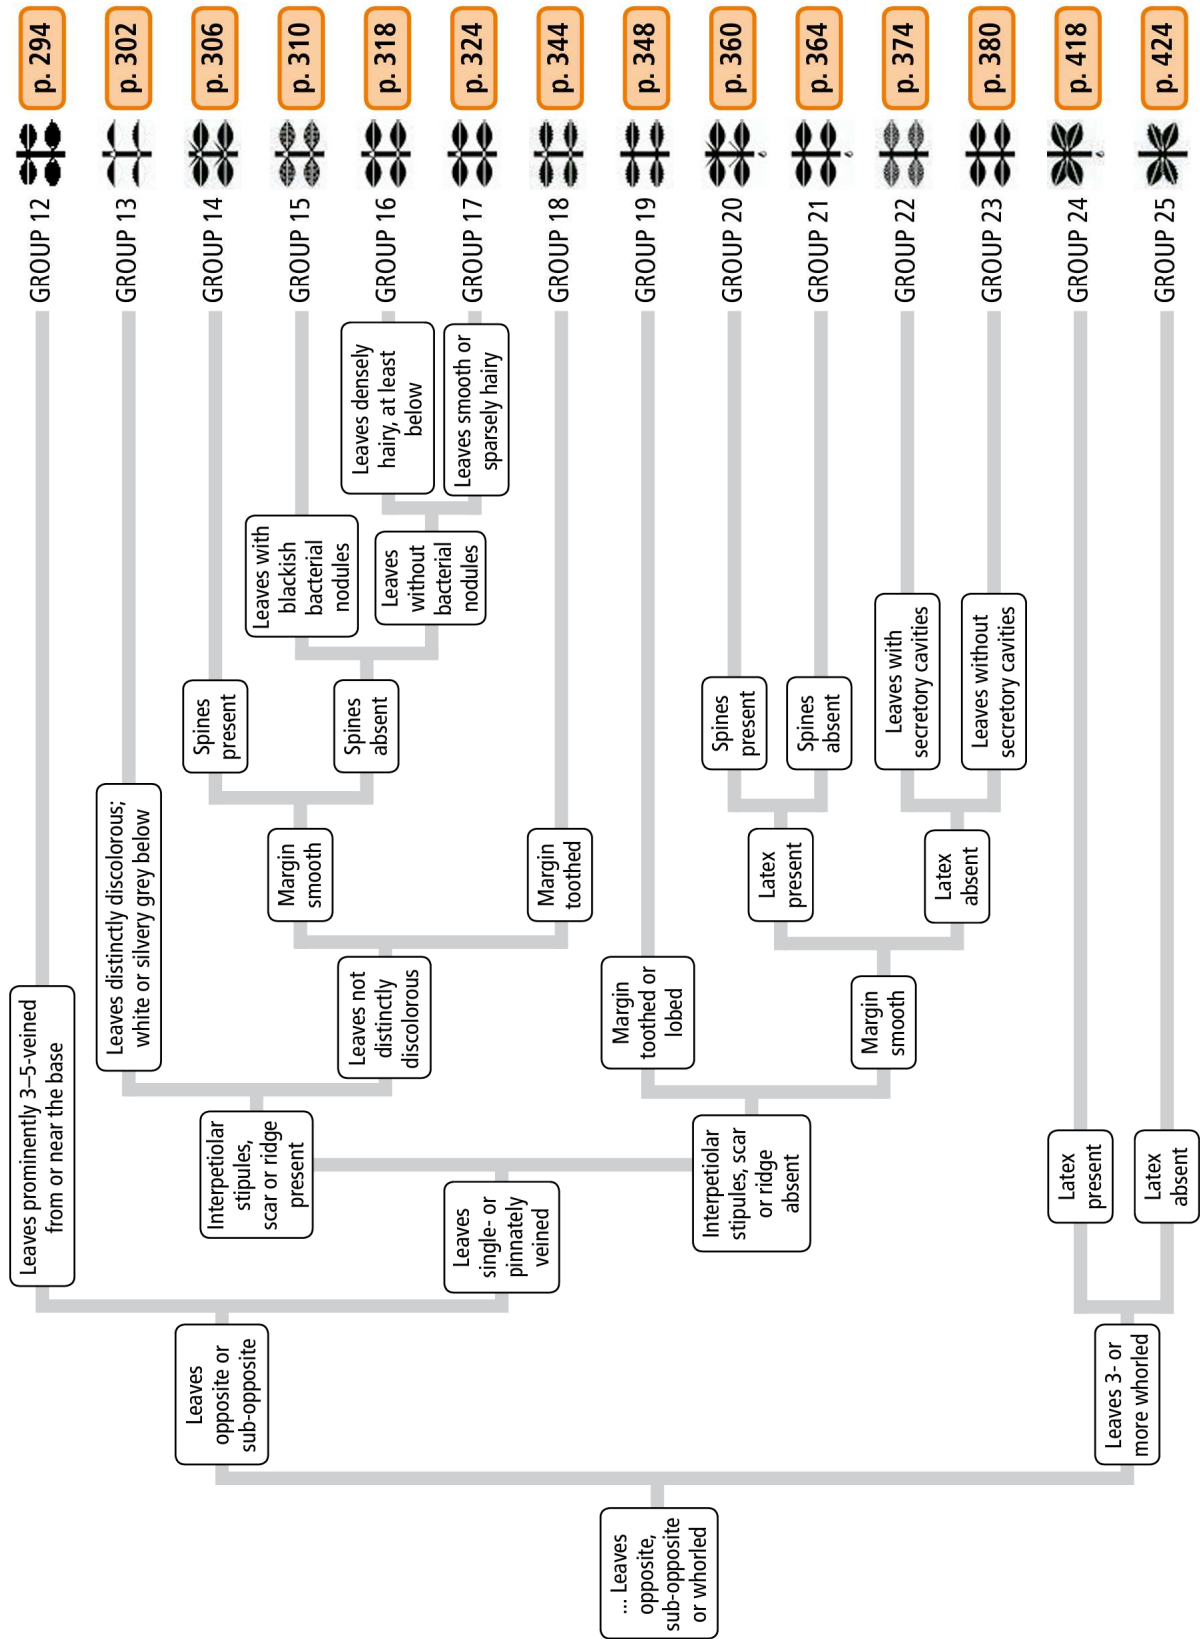 ... Leaves
opposite,
sub-opposite
or whorled
Leaves
opposite or
sub-opposite
Leaves 3- or
more whorled
Leaves prominently 3–5-veined
from or near the base
Leaves
single- or
pinnately
veined
Interpetiolar
stipules,
scar or ridge
present
Interpetiolar
stipules, scar
or ridge
absent
Leaves distinctly discolorous;
white or silvery grey below
Leaves not
distinctly
discolorous
Margin
smooth
Margin
toothed
Spines
present
Spines
absent
Leaves with
blackish
bacterial
nodules
Leaves
without
bacterial
nodules
Leaves densely
hairy, at least
below
Leaves smooth or
sparsely hairy
Margin
toothed or
lobed
Margin
smooth
Latex
present
Latex
absent
Spines
present
Spines
absent
Leaves with
secretory cavities
Leaves without
secretory cavities
Latex
present
Latex
absent
GROUP 12 p. 294
GROUP 13 p. 302
GROUP 14 p. 306
GROUP 15 p. 310
GROUP 16 p. 318
GROUP 17 p. 324
GROUP 18 p. 344
GROUP 19 p. 348
GROUP 20 p. 360
GROUP 21 p. 364
GROUP 22 p. 374
GROUP 23 p. 380
GROUP 24 p. 418
GROUP 25 p. 424